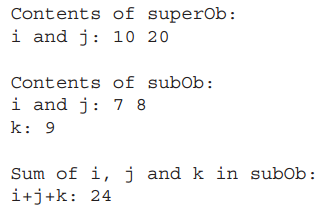 Contents of superOb:
i and j: 10 20
Contents of subOb:
i and j: 7 8
k: 9
Sum of i, j and k in subOb:
i+j+k: 24